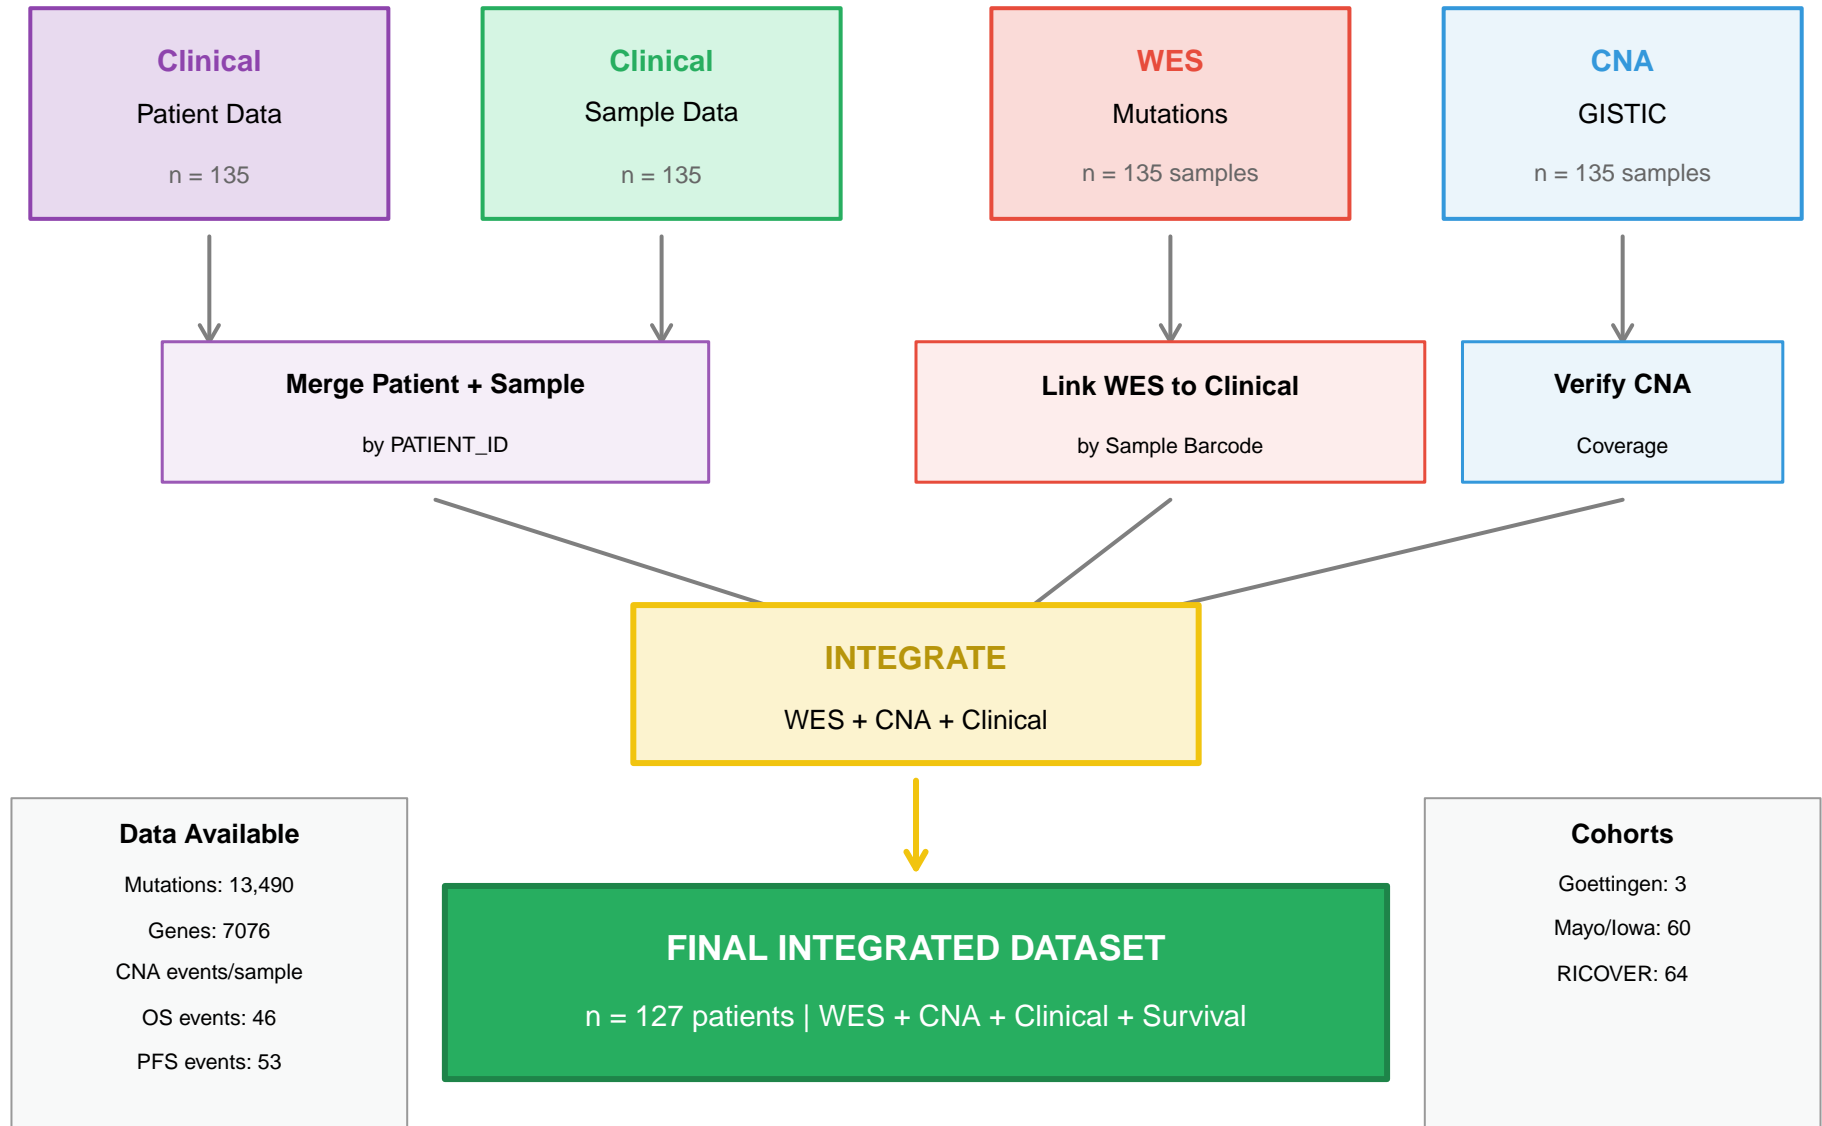 Clinical
Patient Data
n = 135
Clinical
Sample Data
n = 135
WES
Mutations
n = 135 samples
CNA
GISTIC
n = 135 samples
Merge Patient + Sample
by PATIENT_ID
Link WES to Clinical
by Sample Barcode
Verify CNA
Coverage
INTEGRATE
WES + CNA + Clinical
Data Available
Mutations: 13,490
Genes: 7076
CNA events/sample
OS events: 46
PFS events: 53
FINAL INTEGRATED DATASET
n = 127 patients | WES + CNA + Clinical + Survival
Cohorts
Goettingen: 3
Mayo/Iowa: 60
RICOVER: 64